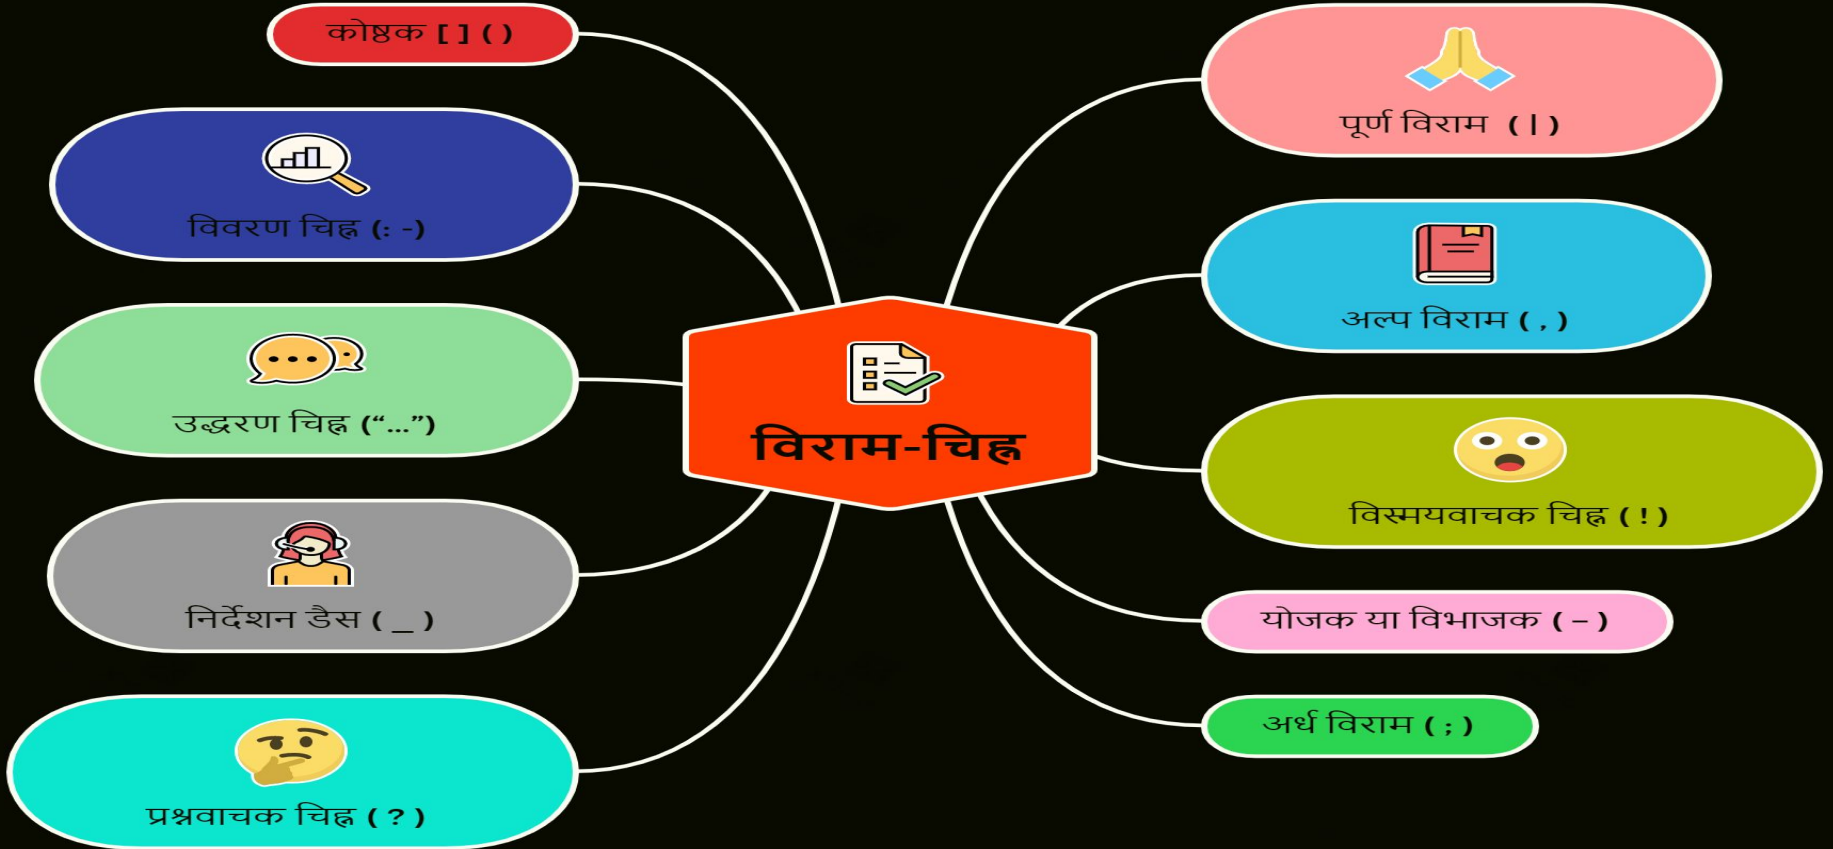 कोष्ठक [ ] ( )
विवरण चिह्न (: -)
उद्धरण चिह्न (“...”)
निर्देशन डैस ( _ )
प्रश्नवाचक चिह्न ( ? )
विराम-चिह्न
पूर्ण विराम ( | )
अल्प विराम ( , )
विस्मयवाचक चिह्न ( ! )
योजक या विभाजक ( – )
अर्ध विराम ( ; )